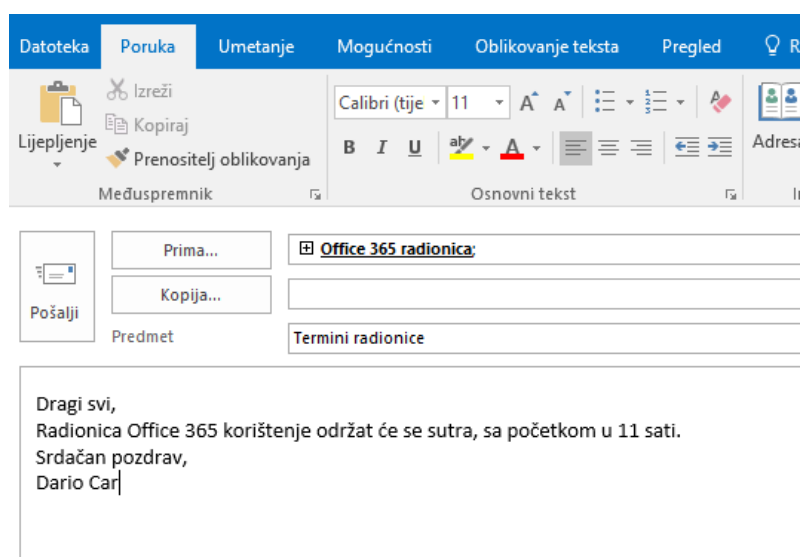 Datoteka Poruka Umetanje Mogućnosti Oblikovanje teksta Pregled
Izreži
Kopiraj
Lijepljenje
Prenositelj oblikovanja
Međuspremnik
Calibri (tije 11
B I U
Osnovni tekst
Prima...
Office 365 radionica;
Kopija...
Pošalji
Predmet
Termini radionice
Dragi svi,
Radionica Office 365 korištenje održat će se sutra, sa početkom u 11 sati.
Srdačan pozdrav,
Dario Car